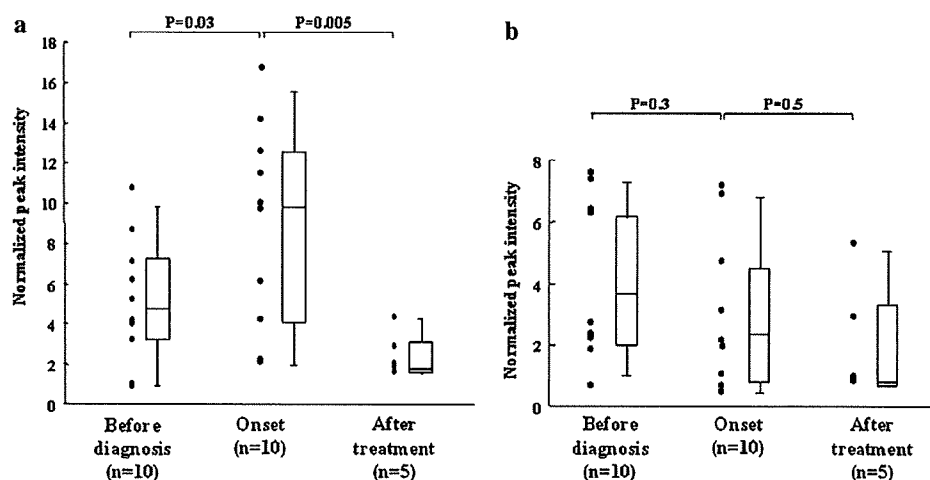 a
P=0.03
P=0.005
Normalized peak intensity
18
16
14
12
10
8
6
4
2
0
Before
diagnosis
(n=10)
Onset
(n=10)
After
treatment
(n=5)
b
P=0.3
P=0.5
Normalized peak intensity
8
6
4
2
0
Before
diagnosis
(n=10)
Onset
(n=10)
After
treatment
(n=5)